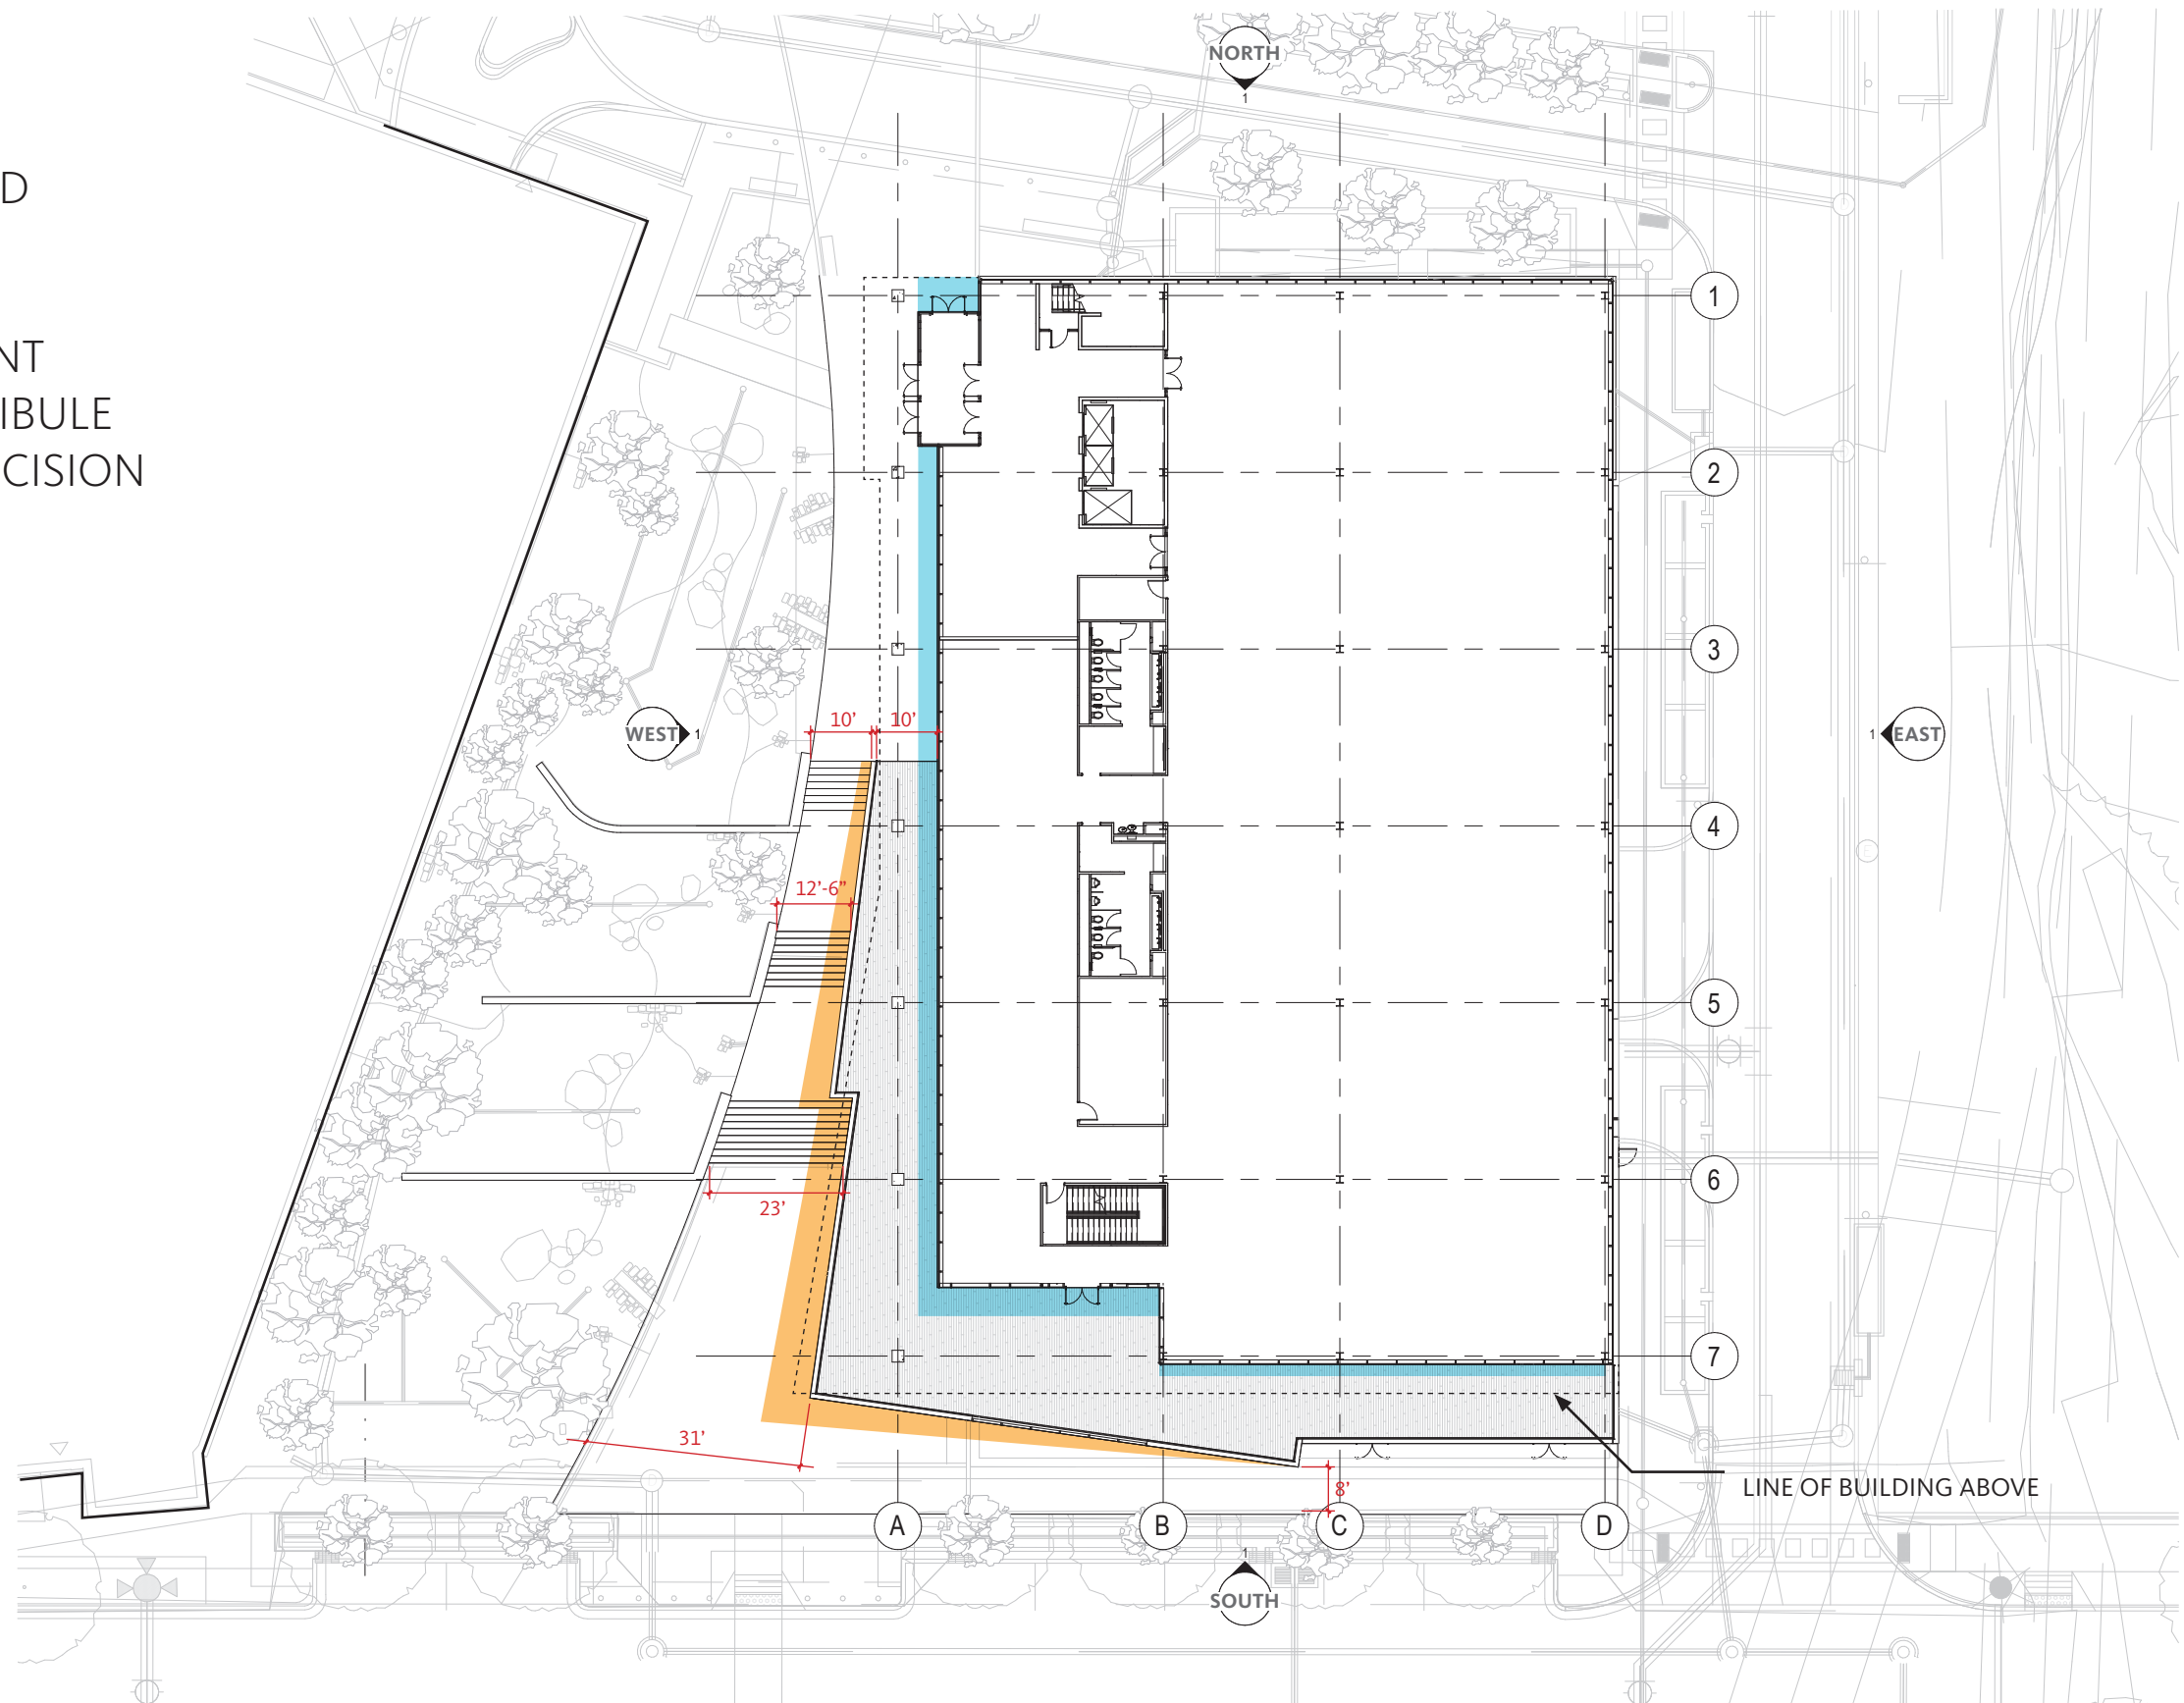 NORTH
1
D
1
NT
IBULE
CISION
2
3
10’ 10’
WEST 1
1 EAST
4
12’-6”
5
6
23’
7
31’
8’
LINE OF BUILDING ABOVE
A B C D
1
SOUTH